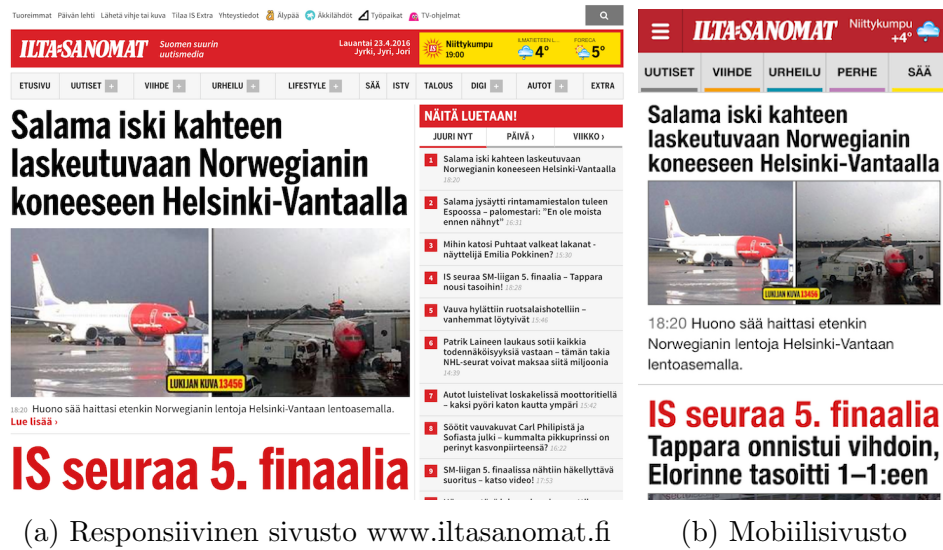 Tuoreimmat Päivän lehti Lähetä vihje tai kuva Tilaa IS Extra Yhteystiedot Älypää Äkkilähdöt Työpaikat TV-ohjelmat
ILTA-SANOMAT
Suomen suurin
uutismedia
Lauantai 23.4.2016
Jyrki, Jyri, Jori
IS
Niittykumpu
19:00
ILMATIETEEN L...
4°
FORECA
5°
ETUSIVU UUTISET + VIIHDE + URHEILU + LIFESTYLE + SÄÄ ISTV TALOUS DIGI + AUTOT + EXTRA
Salama iski kahteen
laskeutuvaan Norwegianin
koneeseen Helsinki-Vantaalla
LUKIJAN KUVA 13456
18:20 Huono sää haittasi etenkin Norwegianin lentoja Helsinki-Vantaan lentoasemalla.
Lue lisää ›
IS seuraa 5. finaalia
NÄITÄ LUETAAN!
JUURI NYT PÄIVÄ › VIIKKO ›
1 Salama iski kahteen laskeutuvaan
Norwegianin koneeseen Helsinki-Vantaalla
18:20
2 Salama jysäytti rintamamiestalon tuleen
Espoossa – palomestari: "En ole moista
ennen nähnyt" 16:31
3 Mihin katosi Puhtaat valkeat lakanat -
näyttelijä Emilia Pokkinen? 15:30
4 IS seuraa SM-liigan 5. finaalia – Tappara
nousi tasoihin! 18:28
5 Vauva hylättiin ruotsalaishotelliin –
vanhemmat löytyivät 15:46
6 Patrik Laineen laukaus sotii kaikkia
todennäköisyyksiä vastaan – tämän takia
NHL-seurat voivat maksaa siitä miljoonia
14:39
7 Autot luistelivat loskakelissä moottoritiellä
– kaksi pyöri katon kautta ympäri 15:42
8 Söötit vauvakuvat Carl Philipistä ja
Sofiasta julki – kummalta pikkuprinssi on
perinyt kasvonpiirteensä? 16:22
9 SM-liigan 5. finaalissa nähtiin häkellyttävä
suoritus – katso video! 17:53
(a) Responsiivinen sivusto www.iltasanomat.fi
ILTA-SANOMAT
Niittykumpu
+4°
UUTISET VIIHDE URHEILU PERHE SÄÄ
Salama iski kahteen
laskeutuvaan Norwegianin
koneeseen Helsinki-Vantaalla
LUKIJAN KUVA 13456
18:20 Huono sää haittasi etenkin
Norwegianin lentoja Helsinki-Vantaan
lentoasemalla.
IS seuraa 5. finaalia
Tappara onnistui vihdoin,
Elorinne tasoitti 1–1:een
(b) Mobiilisivusto